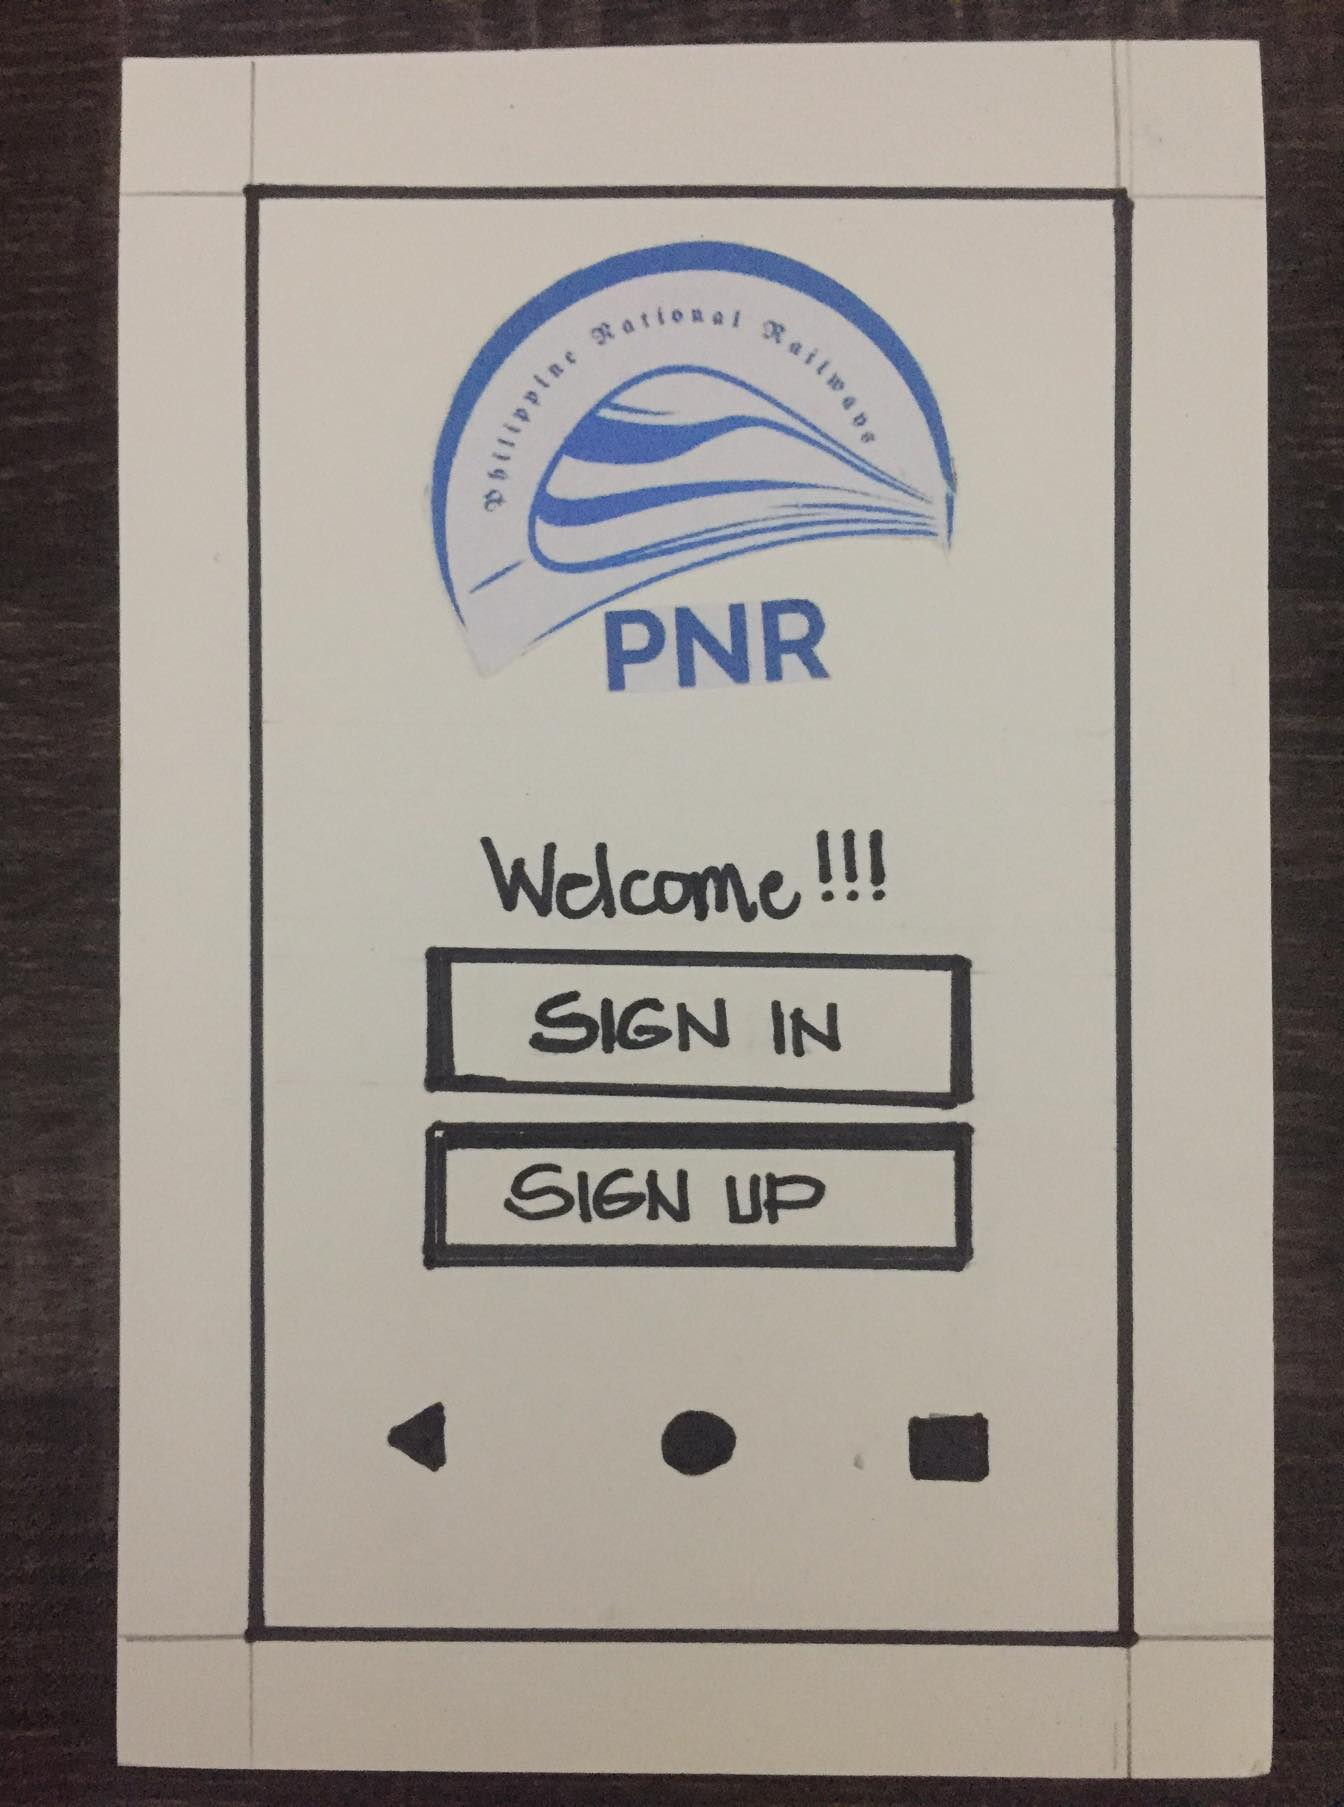 Philippine National Railways
PNR
Welcome!!!
SIGN IN
SIGN UP